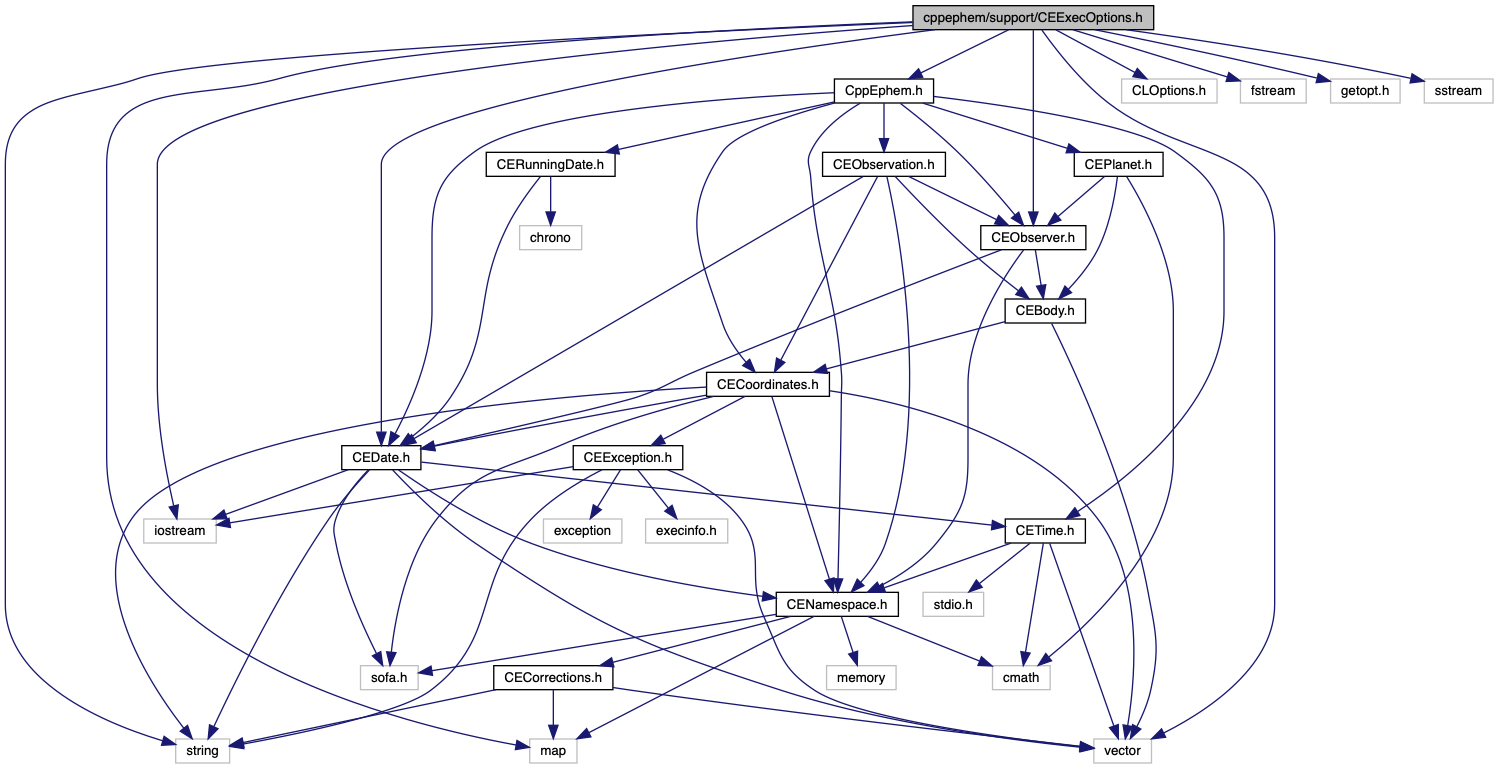 cppephem/support/CEExecOptions.h
CppEphem.h
CLOptions.h
fstream
getopt.h
sstream
CERunningDate.h
CEObservation.h
CEPlanet.h
chrono
CEObserver.h
CEBody.h
CECoordinates.h
CEDate.h
CEException.h
iostream
exception
execinfo.h
CETime.h
CENamespace.h
stdio.h
sofa.h
CECorrections.h
memory
cmath
string
map
vector